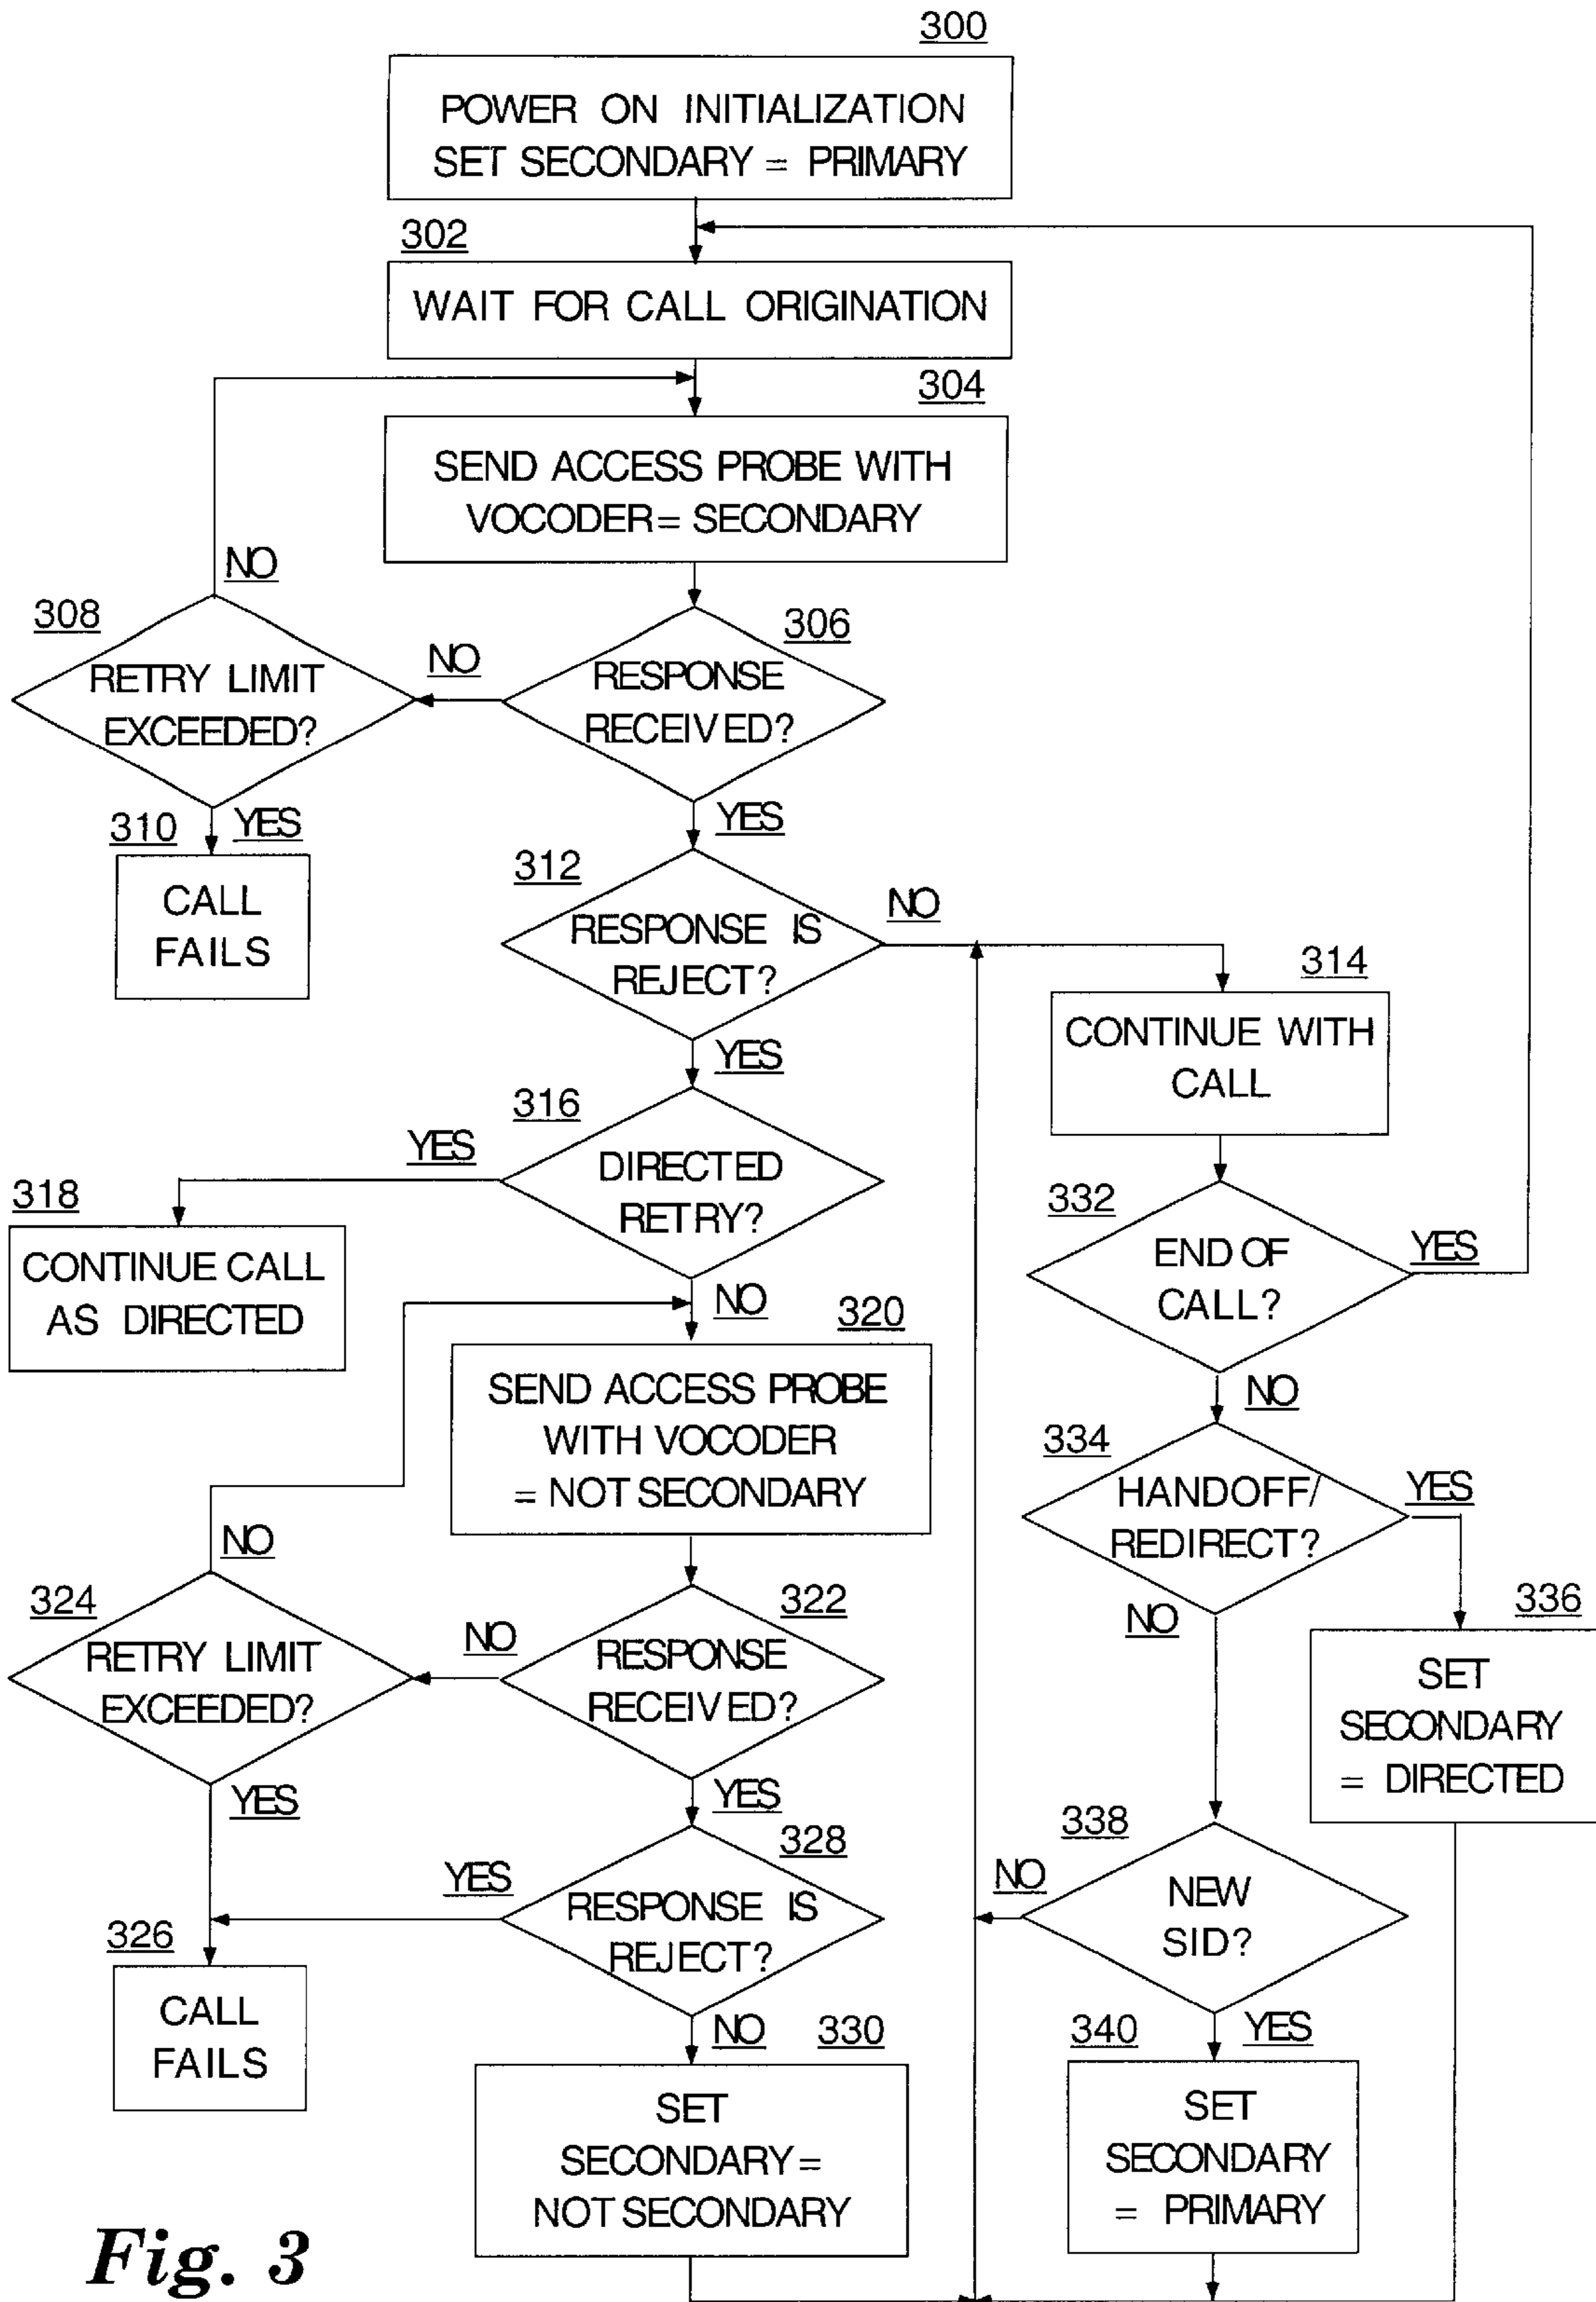 300
POWER ON INITIALIZATION
SET SECONDARY = PRIMARY
302
WAIT FOR CALL ORIGINATION
304
SEND ACCESS PROBE WITH
VOCODER= SECONDARY
NO
308
RETRY LIMIT
EXCEEDED?
NO
306
RESPONSE
RECEIVED?
310
YES
CALL
FAILS
YES
312
RESPONSE IS
REJECT?
NO
314
CONTINUE WITH
CALL
YES
316
DIRECTED
RETRY?
YES
318
CONTINUE CALL
AS DIRECTED
332
END OF
CALL?
YES
NO
320
SEND ACCESS PROBE
WITH VOCODER
= NOT SECONDARY
NO
334
HANDOFF/
REDIRECT?
YES
NO
324
RETRY LIMIT
EXCEEDED?
NO
322
RESPONSE
RECEIVED?
NO
336
SET
SECONDARY
= DIRECTED
YES
YES
328
RESPONSE IS
REJECT?
YES
338
NEW
SID?
NO
326
CALL
FAILS
NO
330
SET
SECONDARY=
NOT SECONDARY
340
YES
SET
SECONDARY
= PRIMARY
Fig. 3